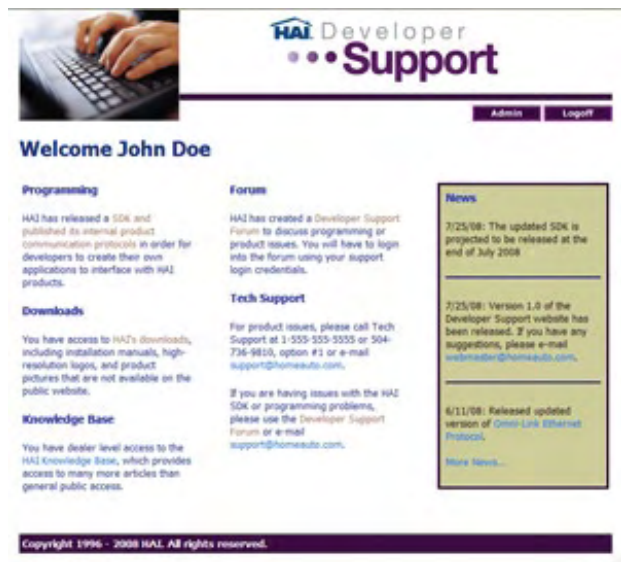 HAI Developer
Support
Admin Logoff
Welcome John Doe
Programming
HAI has released a SDK and
published its internal product
communication protocols in order for
developers to create their own
applications to interface with HAI
products.
Downloads
You have access to HAI's downloads,
including installation manuals, high-
resolution logos, and product
pictures that are not available on the
public website.
Knowledge Base
You have dealer level access to the
HAI Knowledge Base, which provides
access to many more articles than
general public access.
Forum
HAI has created a Developer Support
Forum to discuss programming or
product issues. You will have to login
into the forum using your support
login credentials.
Tech Support
For product issues, please call Tech
Support at 1-555-555-5555 or 504-
736-9810, option #1 or e-mail
support@homeauto.com.
If you are having issues with the HAI
SDK or programming problems,
please use the Developer Support
Forum or e-mail
support@homeauto.com.
News
7/25/08: The updated SDK is
projected to be released at the
end of July 2008
7/25/08: Version 1.0 of the
Developer Support website has
been released. If you have any
suggestions, please e-mail
webmaster@homeauto.com.
6/11/08: Released updated
version of Omni-Link Ethernet
Protocol.
More News...
Copyright 1996 - 2008 HAI. All rights reserved.